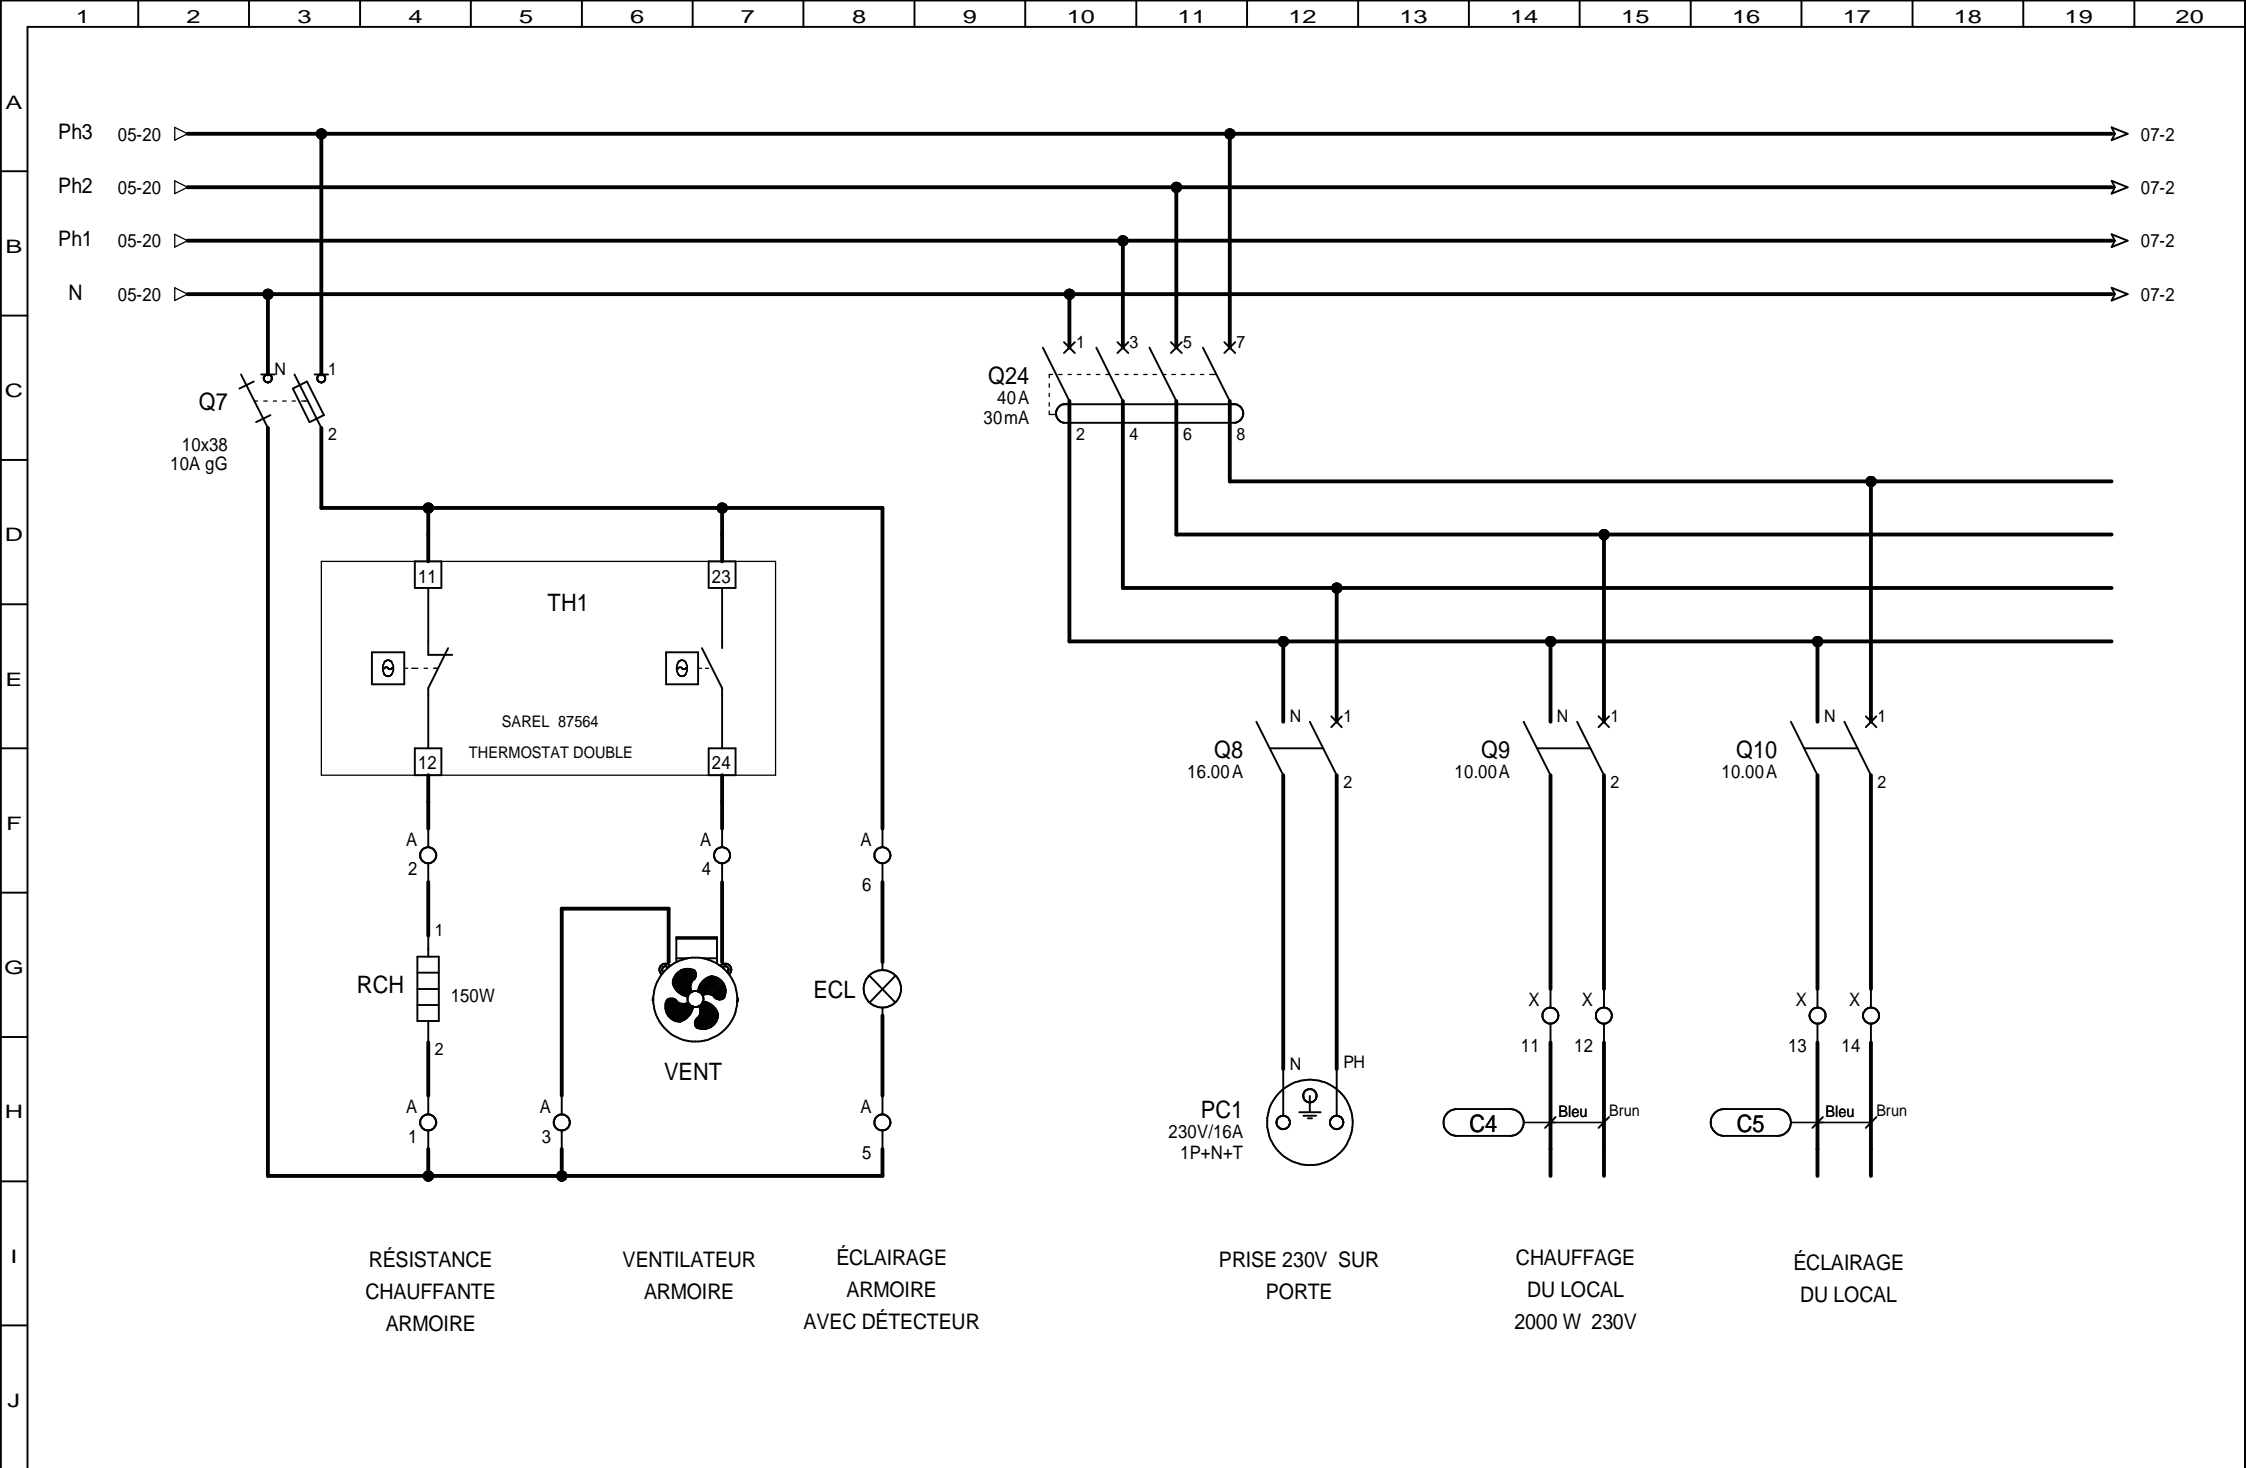 1 2 3 4 5 6 7 8 9 10 11 12 13 14 15 16 17 18 19 20
A
Ph3 05-20 07-2
Ph2 05-20 07-2
B
Ph1 05-20 07-2
N 05-20 07-2
C
N 1
Q7
2
10x38
10A gG
1 3 5 7
Q24
40A
30mA
2 4 6 8
D
11 23
TH1
E
θ θ
SAREL 87564
THERMOSTAT DOUBLE
12 24
N 1
Q8
16.00A
2
N 1
Q9
10.00A
2
N 1
Q10
10.00A
2
F
A
2
A
4
A
6
G
1
RCH 150W
2
VENT
ECL
X X
11 12
X X
13 14
H
A
1
A
3
A
5
N PH
PC1
230V/16A
1P+N+T
C4 Bleu Brun
C5 Bleu Brun
I
RÉSISTANCE
CHAUFFANTE
ARMOIRE
VENTILATEUR
ARMOIRE
ÉCLAIRAGE
ARMOIRE
AVEC DÉTECTEUR
PRISE 230V SUR
PORTE
CHAUFFAGE
DU LOCAL
2000 W 230V
ÉCLAIRAGE
DU LOCAL
J